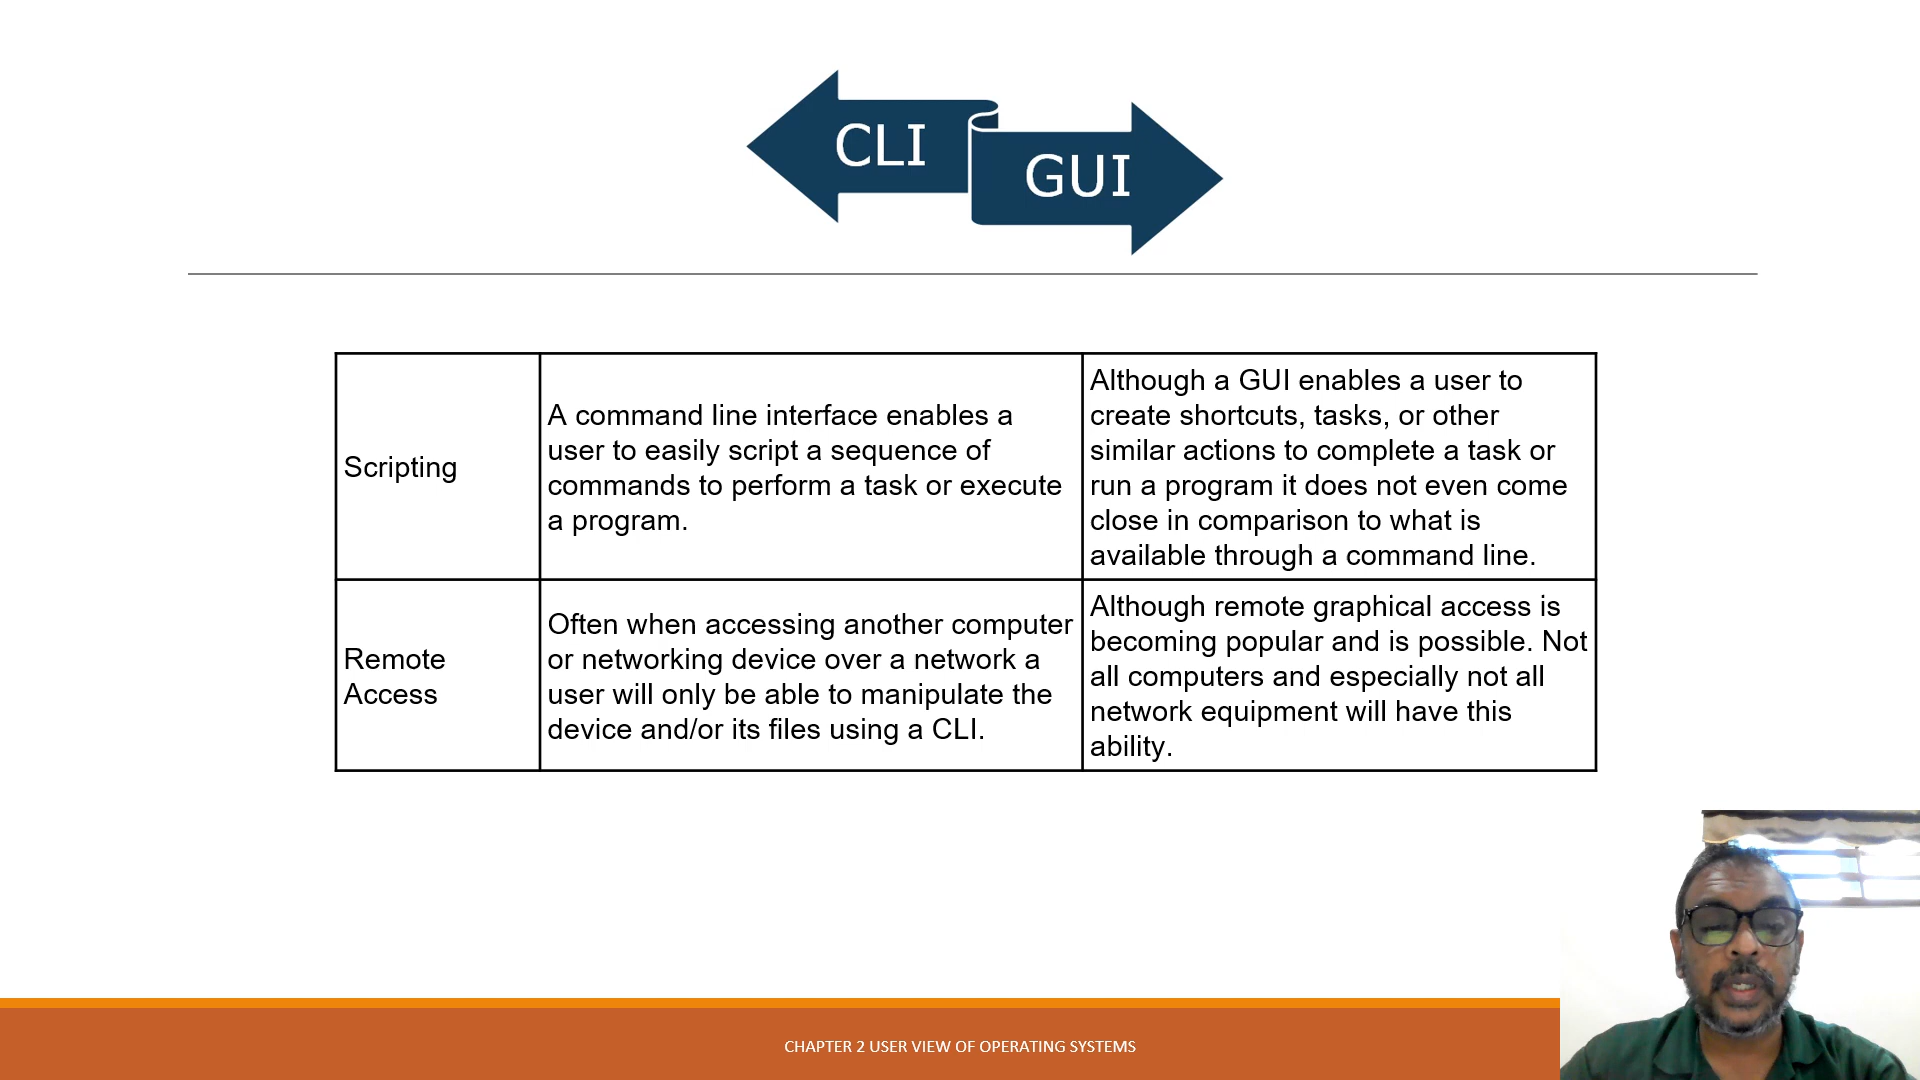 CLI
GUI
Scripting
A command line interface enables a
user to easily script a sequence of
commands to perform a task or execute
a program.
Although a GUI enables a user to
create shortcuts, tasks, or other
similar actions to complete a task or
run a program it does not even come
close in comparison to what is
available through a command line.
Remote
Access
Often when accessing another computer
or networking device over a network a
user will only be able to manipulate the
device and/or its files using a CLI.
Although remote graphical access is
becoming popular and is possible. Not
all computers and especially not all
network equipment will have this
ability.
CHAPTER 2 USER VIEW OF OPERATING SYSTEMS